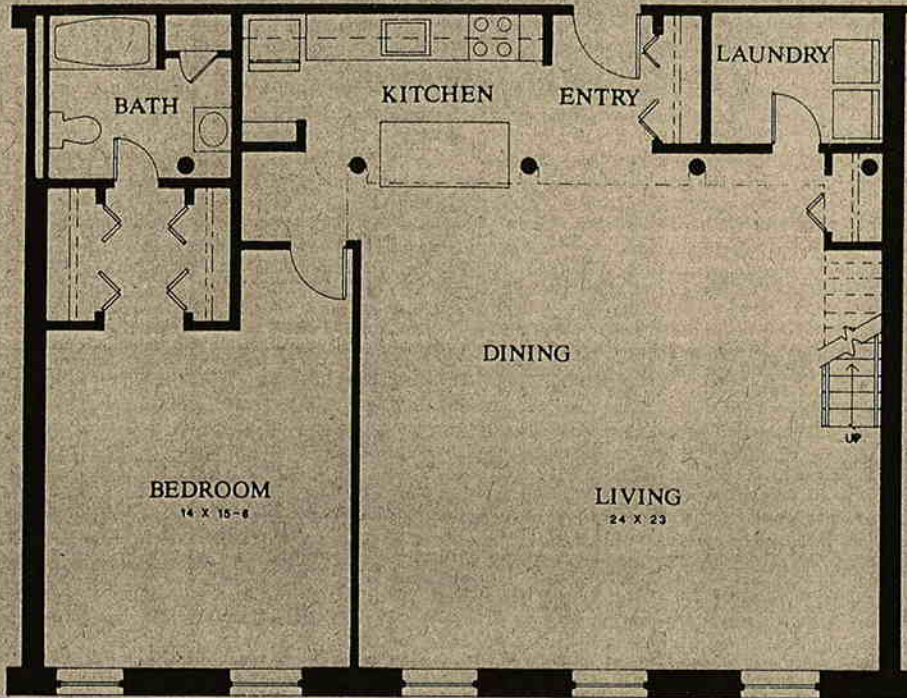 LAUNDRY
KITCHEN
ENTRY
BATH
DINING
UP
BEDROOM
14 X 15-6
LIVING
24 X 23